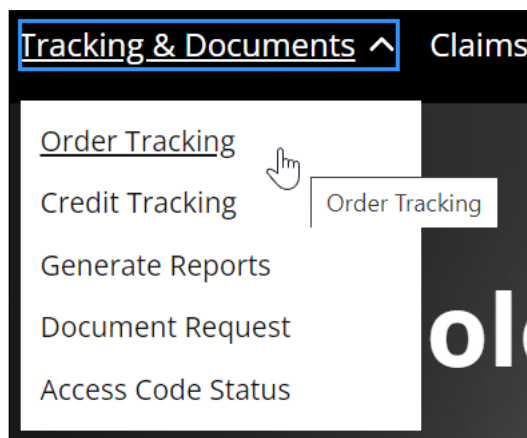 Tracking & Documents Claims
Order Tracking
Credit Tracking
Order Tracking
Generate Reports
Document Request
Access Code Status